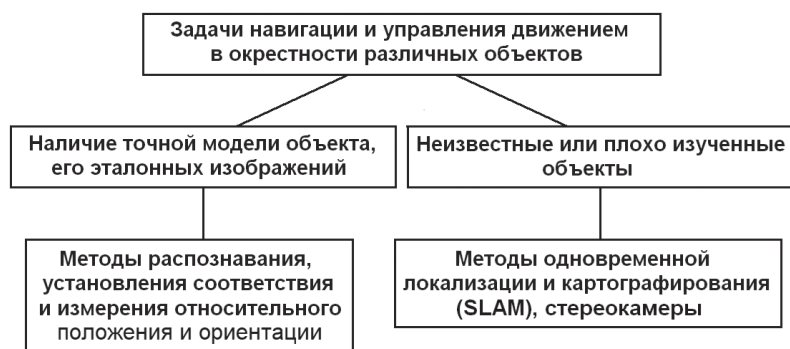 Задачи навигации и управления движением
в окрестности различных объектов
Наличие точной модели объекта,
его эталонных изображений
Неизвестные или плохо изученные
объекты
Методы распознавания,
установления соответствия
и измерения относительного
положения и ориентации
Методы одновременной
локализации и картографирования
(SLAM), стереокамеры